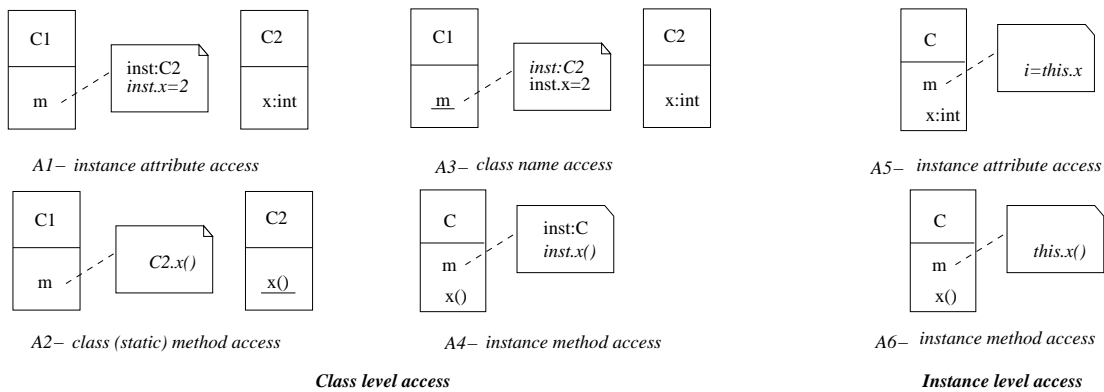 C1
inst:C2
inst.x=2
m
C2
x:int
A1– instance attribute access
C1
inst:C2
inst.x=2
m
C2
x:int
A3– class name access
C
m
x:int
i=this.x
A5– instance attribute access
C1
m
C2.x()
C2
x()
A2– class (static) method access
C
m
x()
inst:C
inst.x()
A4– instance method access
C
m
x()
this.x()
A6– instance method access
Class level access
Instance level access